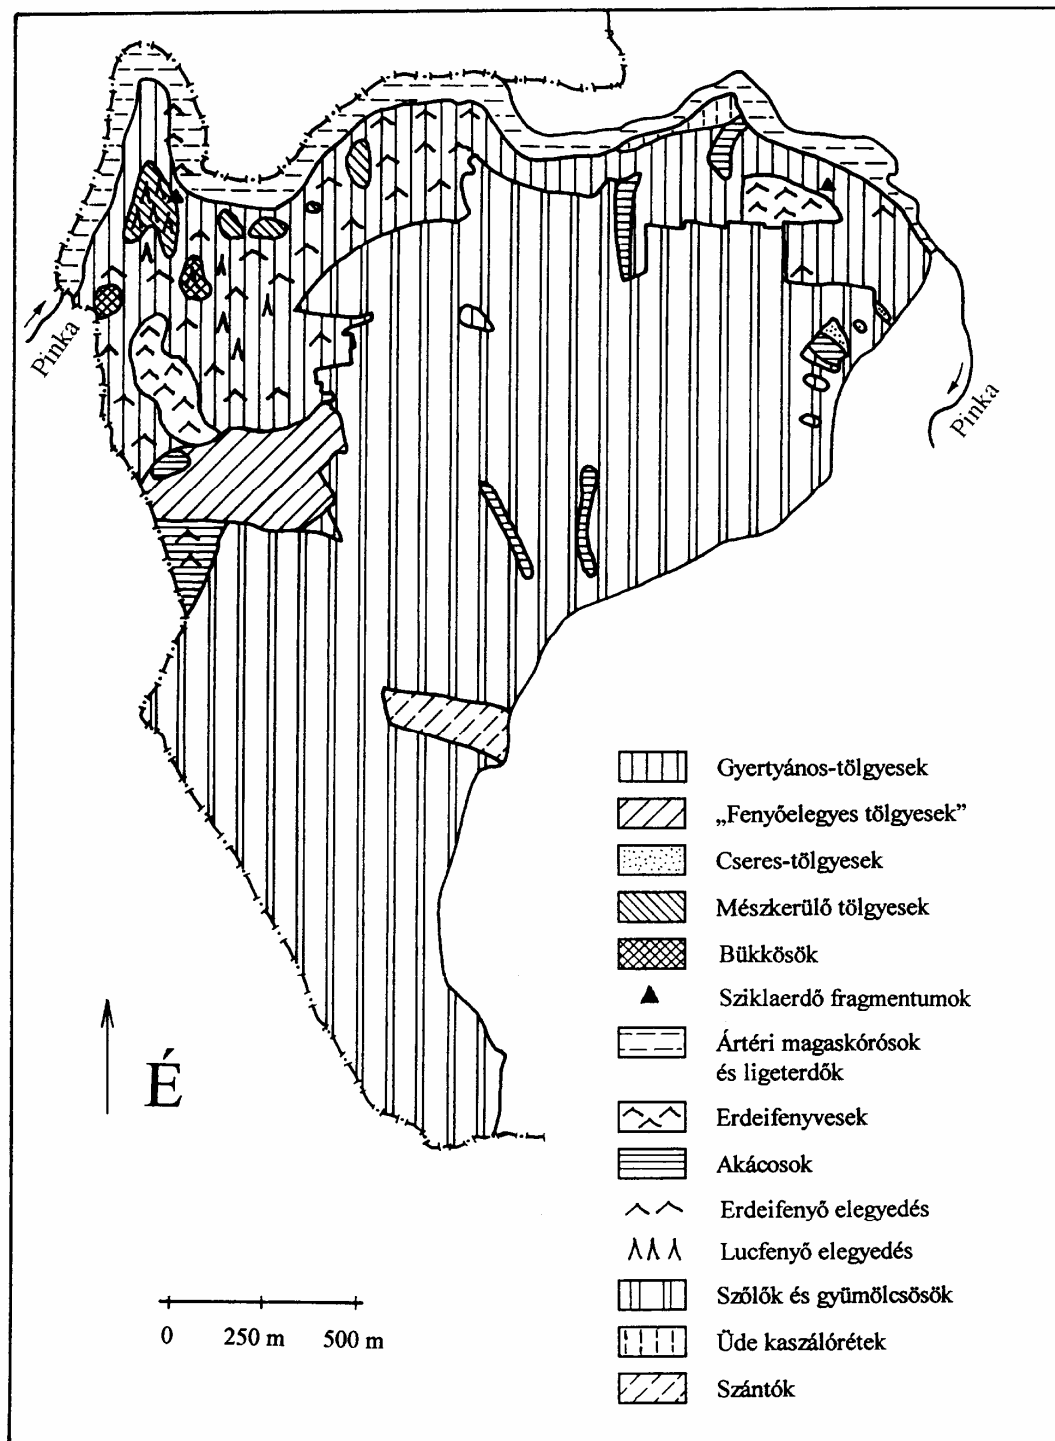 Pinka
Pinka
Gyertyános-tölgyesek
„Fenyőelegyes tölgyesek”
Cseres-tölgyesek
Mészkerülő tölgyesek
Bükkösök
Sziklaerdő fragmentumok
Ártéri magaskórósok
és ligeterdők
Erdeifenyvesek
Akácosok
Erdeifenyő elegyedés
Lucfenyő elegyedés
Szőlők és gyümölcsösök
Üde kaszálórétek
Szántók
É
0 250 m 500 m